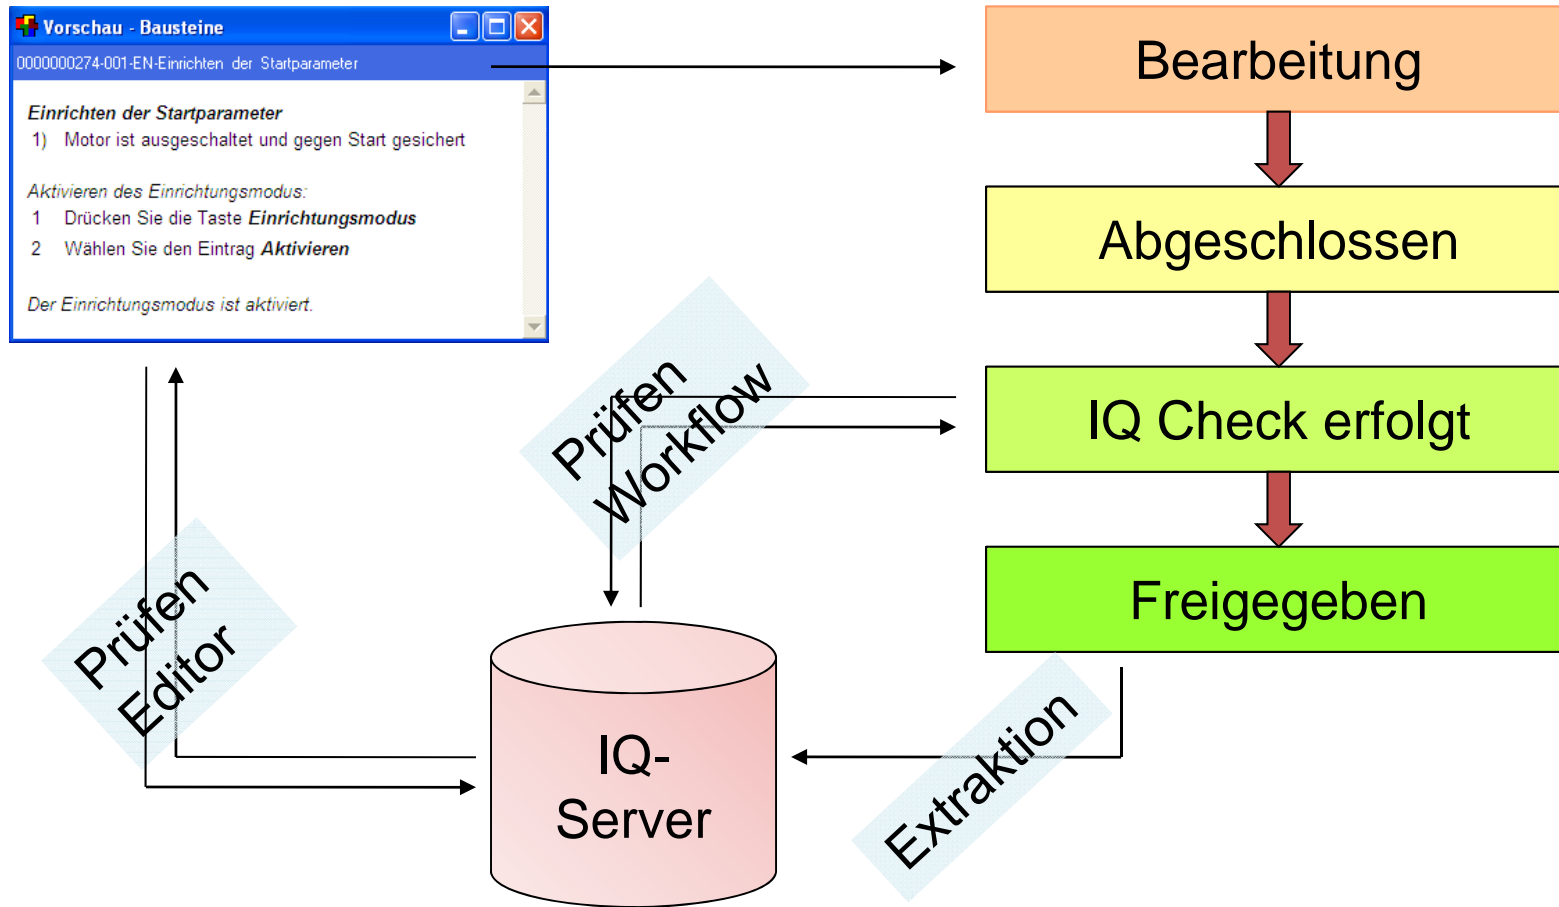 Vorschau - Bausteine
0000000274-001-EN-Einrichten der Startparameter
Einrichten der Startparameter
1) Motor ist ausgeschaltet und gegen Start gesichert
Aktivieren des Einrichtungsmodus:
1 Drücken Sie die Taste Einrichtungsmodus
2 Wählen Sie den Eintrag Aktivieren
Der Einrichtungsmodus ist aktiviert.
Bearbeitung
Abgeschlossen
IQ Check erfolgt
Freigegeben
Prüfen
Workflow
Prüfen
Editor
IQ-
Server
Extraktion